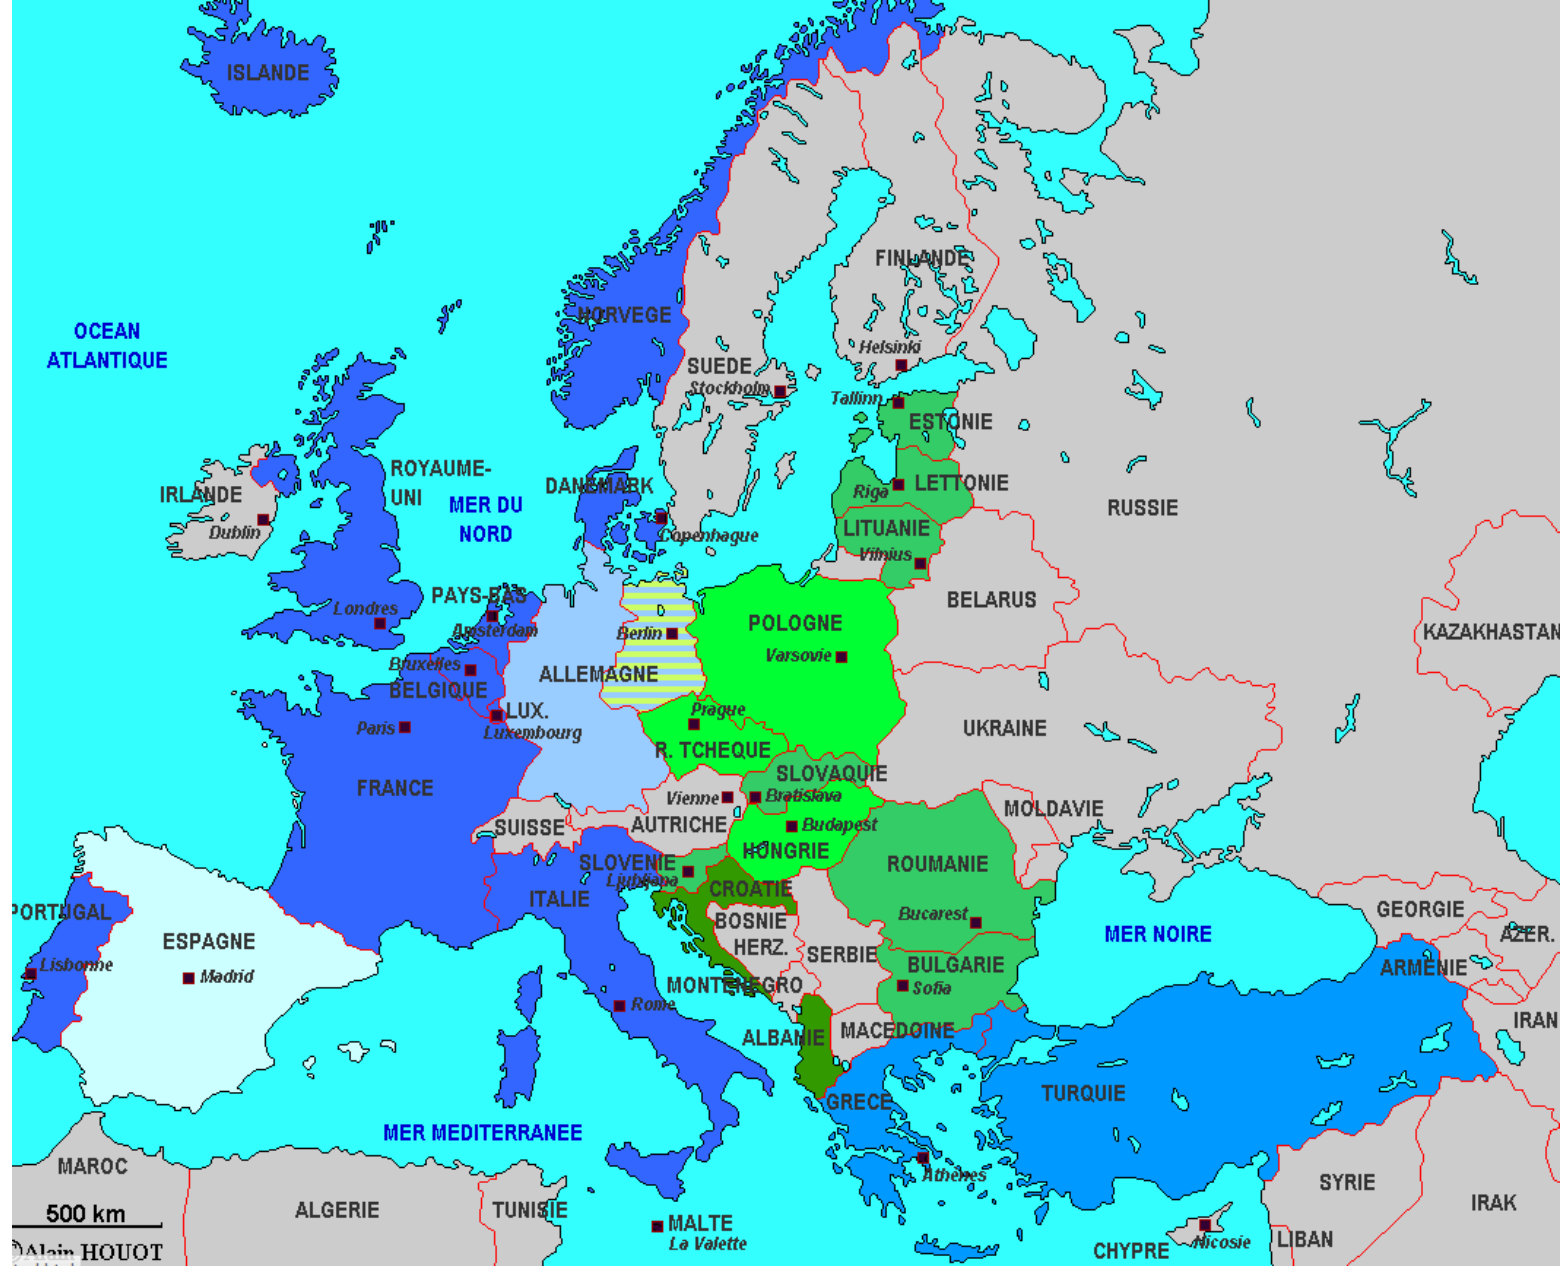 ISLANDE
FINLANDE
NORVEGE
OCEAN
ATLANTIQUE
Helsinki
SUEDE
Stockholm
Tallinn
ESTONIE
ROYAUME-
UNI
MER DU
NORD
DANEMARK
Copenhague
IRLANDE
Dublin
Riga
LETTONIE
LITUANIE
Vilnius
RUSSIE
BELARUS
KAZAKHASTAN
Londres
PAYS-BAS
Amsterdam
Berlin
POLOGNE
Varsovie
Bruxelles
BELGIQUE
ALLEMAGNE
LUX.
Luxembourg
Paris
Prague
R. TCHEQUE
UKRAINE
FRANCE
SLOVAQUIE
Bratislava
Vienne
AUTRICHE
SUISSE
MOLDAVIE
Budapest
HONGRIE
SLOVENIE
Ljubljana
ROUMANIE
CROATIE
ITALIE
BOSNIE
HERZ.
Bucarest
GEORGIE
AZER.
PORTUGAL
ESPAGNE
Lisbonne
Madrid
SERBIE
BULGARIE
Sofia
MER NOIRE
ARMENIE
MONTENEGRO
Rome
ALBANIE
MACEDOINE
IRAN
GRECE
TURQUIE
MER MEDITERRANEE
Athènes
MAROC
ALGERIE
TUNISIE
MALTE
La Valette
SYRIE
IRAK
LIBAN
CHYPRE
Nicosie
500 km
©Alain HOUOT